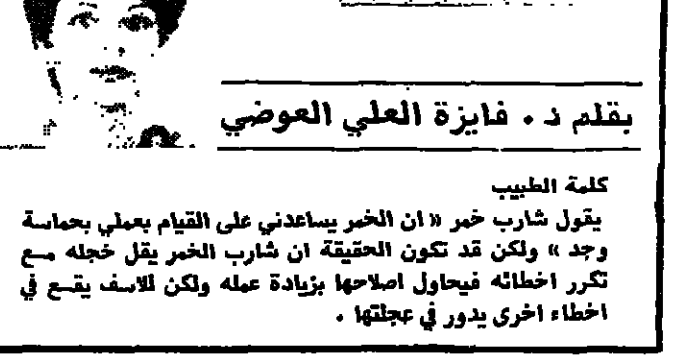 بقلم د . فايزة العلي العوضي
كلمة الطبيب
يقول شارب خمر « ان الخمر يساعدني على القيام بعملي بحماسة
وجد » ولكن قد تكون الحقيقة ان شارب الخمر يقل خجله مع
تكرر اخطائه فيحاول اصلاحها بزيادة عمله ولكن للاسف يقع في
اخطاء اخرى يدور في عجلتها .